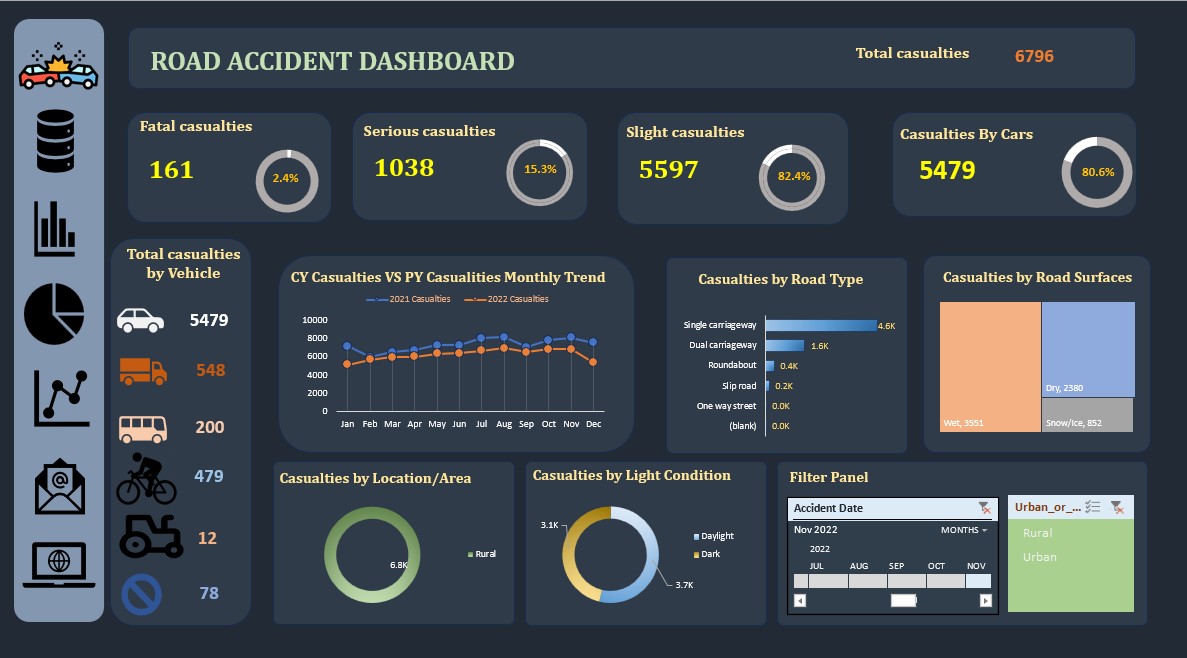 ROAD ACCIDENT DASHBOARD
Total casualties
6796
Fatal casualties
161
2.4%
Serious casualties
1038
15.3%
Slight casualties
5597
82.4%
Casualties By Cars
5479
80.6%
Total casualties
by Vehicle
5479
548
200
479
12
78
CY Casualties VS PY Casualities Monthly Trend
2021 Casualties
2022 Casualties
10000
8000
6000
4000
2000
0
Jan Feb Mar Apr May Jun Jul Aug Sep Oct Nov Dec
Casualties by Road Type
Single carriageway 4.6K
Dual carriageway 1.6K
Roundabout 0.4K
Slip road 0.2K
One way street 0.0K
(blank) 0.0K
Casualties by Road Surfaces
Wet, 3551
Dry, 2380
Snow/Ice, 852
Casualties by Location/Area
6.8K
Rural
Casualties by Light Condition
3.1K
3.7K
Daylight
Dark
Filter Panel
Accident Date
Nov 2022
MONTHS
2022
JUL AUG SEP OCT NOV
Urban_or_...
Rural
Urban
@